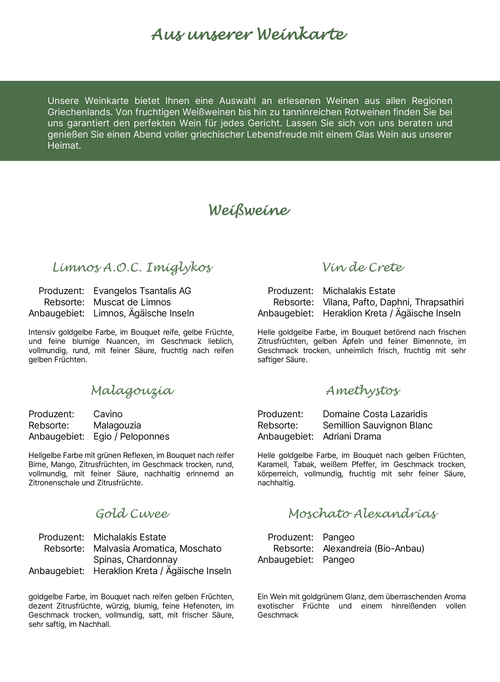 Aus unserer Weinkarte
Unsere Weinkarte bietet Ihnen eine Auswahl an erlesenen Weinen aus allen Regionen
Griechenlands. Von fruchtigen Weißweinen bis hin zu tanninreichen Rotweinen finden Sie bei
uns garantiert den perfekten Wein für jedes Gericht. Lassen Sie sich von uns beraten und
genießen Sie einen Abend voller griechischer Lebensfreude mit einem Glas Wein aus unserer
Heimat.
Weißweine
Limnos A.O.C. Imiglykos
Produzent: Evangelos Tsantalis AG
Rebsorte: Muscat de Limnos
Anbaugebiet: Limnos, Ägäische Inseln
Intensiv goldgelbe Farbe, im Bouquet reife, gelbe Früchte,
und feine blumige Nuancen, im Geschmack lieblich,
vollmundig, rund, mit feiner Säure, fruchtig nach reifen
gelben Früchten.
Vin de Crete
Produzent: Michalakis Estate
Rebsorte: Vilana, Pafto, Daphni, Thrapsathiri
Anbaugebiet: Heraklion Kreta / Ägäische Inseln
Helle goldgelbe Farbe, im Bouquet betörend nach frischen
Zitrusfrüchten, gelben Äpfeln und feiner Birnennote, im
Geschmack trocken, unheimlich frisch, fruchtig mit sehr
saftiger Säure.
Malagouzia
Produzent: Cavino
Rebsorte: Malagouzia
Anbaugebiet: Egio / Peloponnes
Hellgelbe Farbe mit grünen Reflexen, im Bouquet nach reifer
Birne, Mango, Zitrusfrüchten, im Geschmack trocken, rund,
vollmundig, mit feiner Säure, nachhaltig erinnernd an
Zitronenschale und Zitrusfrüchte.
Amethystos
Produzent: Domaine Costa Lazaridis
Rebsorte: Semillion Sauvignon Blanc
Anbaugebiet: Adriani Drama
Helle goldgelbe Farbe, im Bouquet nach gelben Früchten,
Karamell, Tabak, weißem Pfeffer, im Geschmack trocken,
körperreich, vollmundig, fruchtig mit sehr feiner Säure,
nachhaltig.
Gold Cuvee
Produzent: Michalakis Estate
Rebsorte: Malvasia Aromatica, Moschato
Spinas, Chardonnay
Anbaugebiet: Heraklion Kreta / Ägäische Inseln
goldgelbe Farbe, im Bouquet nach reifen gelben Früchten,
dezent Zitrusfrüchte, würzig, blumig, feine Hefenoten, im
Geschmack trocken, vollmundig, satt, mit frischer Säure,
sehr saftig, im Nachhall.
Moschato Alexandrias
Produzent: Pangeo
Rebsorte: Alexandreia (Bio-Anbau)
Anbaugebiet: Pangeo
Ein Wein mit goldgrünem Glanz, dem überraschenden Aroma
exotischer Früchte und einem hinreißenden vollen
Geschmack